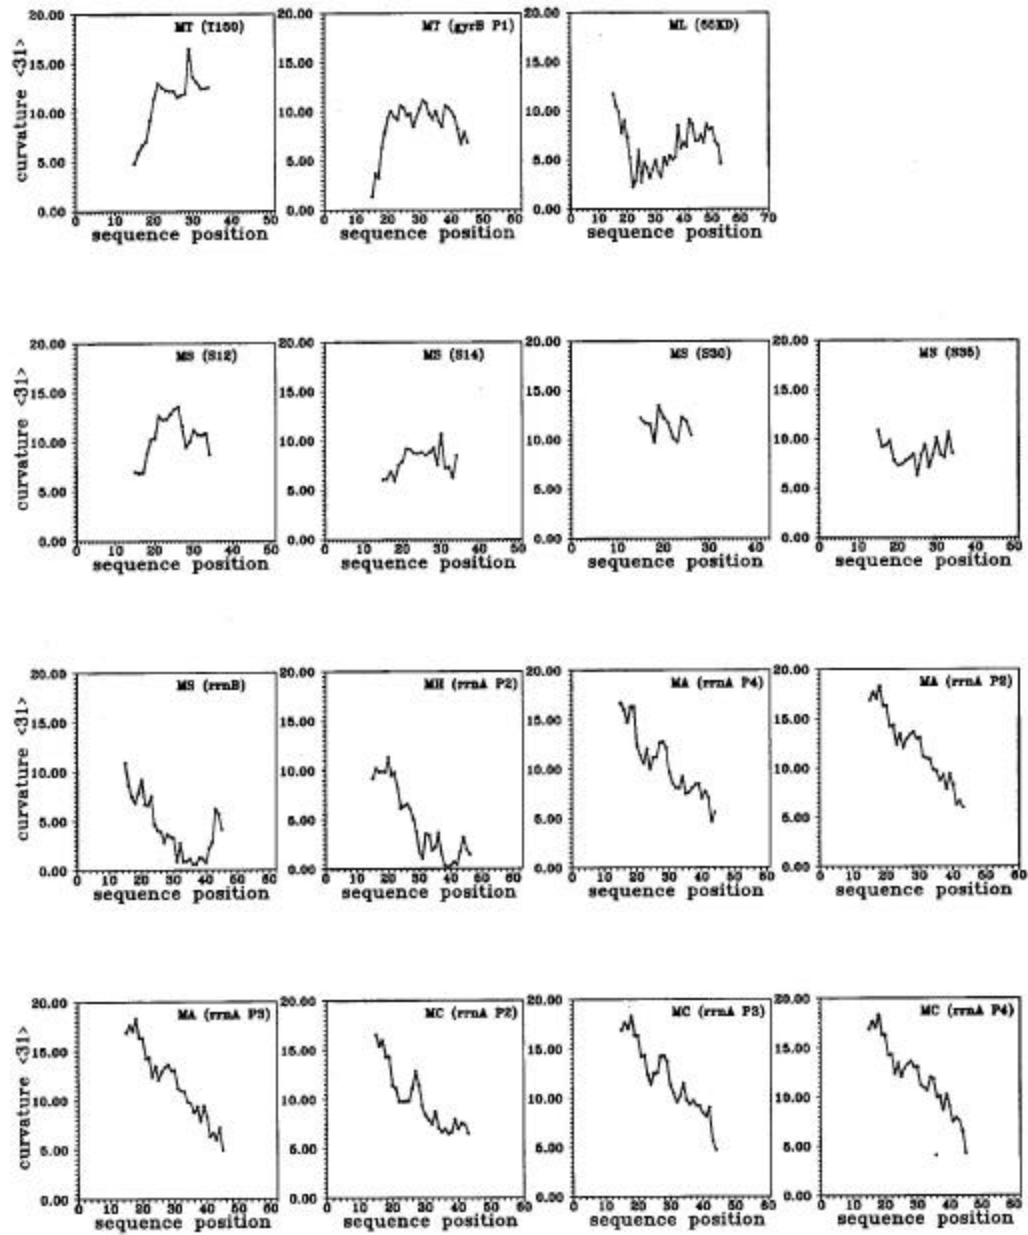 MT (T150)
MT (gyrB P1)
ML (65KD)
curvature <31>
20.00
15.00
10.00
5.00
0.00
0 10 20 30 40 50
sequence position
20.00
15.00
10.00
5.00
0.00
0 10 20 30 40 50 60
sequence position
20.00
15.00
10.00
5.00
0.00
0 10 20 30 40 50 60 70
sequence position
MS (S12)
MS (S14)
MS (S30)
MS (S35)
curvature <31>
20.00
15.00
10.00
5.00
0.00
0 10 20 30 40 50
sequence position
20.00
15.00
10.00
5.00
0.00
0 10 20 30 40 50
sequence position
20.00
15.00
10.00
5.00
0.00
0 10 20 30 40
sequence position
20.00
15.00
10.00
5.00
0.00
0 10 20 30 40 50
sequence position
MS (rrnB)
MH (rrnA P2)
MA (rrnA P4)
MA (rrnA P2)
curvature <31>
20.00
15.00
10.00
5.00
0.00
0 10 20 30 40 50 60
sequence position
20.00
15.00
10.00
5.00
0.00
0 10 20 30 40 50 60
sequence position
20.00
15.00
10.00
5.00
0.00
0 10 20 30 40 50 60
sequence position
20.00
15.00
10.00
5.00
0.00
0 10 20 30 40 50 60
sequence position
MA (rrnA P3)
MC (rrnA P2)
MC (rrnA P3)
MC (rrnA P4)
curvature <31>
20.00
15.00
10.00
5.00
0.00
0 10 20 30 40 50 60
sequence position
20.00
15.00
10.00
5.00
0.00
0 10 20 30 40 50 60
sequence position
20.00
15.00
10.00
5.00
0.00
0 10 20 30 40 50 60
sequence position
20.00
15.00
10.00
5.00
0.00
0 10 20 30 40 50 60
sequence position